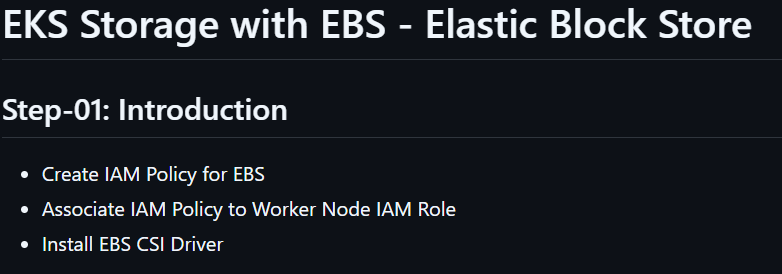 EKS Storage with EBS - Elastic Block Store
Step-01: Introduction
• Create IAM Policy for EBS
• Associate IAM Policy to Worker Node IAM Role
• Install EBS CSI Driver